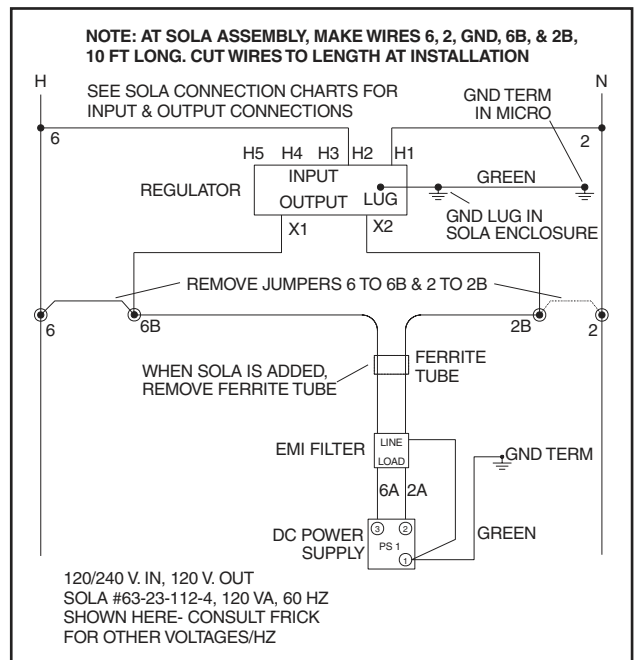 NOTE: AT SOLA ASSEMBLY, MAKE WIRES 6, 2, GND, 6B, & 2B,
10 FT LONG. CUT WIRES TO LENGTH AT INSTALLATION
H
N
SEE SOLA CONNECTION CHARTS FOR
INPUT & OUTPUT CONNECTIONS
GND TERM
IN MICRO
6
2
H5 H4 H3 H2 H1
INPUT
GREEN
REGULATOR
OUTPUT
LUG
GND LUG IN
SOLA ENCLOSURE
X1
X2
REMOVE JUMPERS 6 TO 6B & 2 TO 2B
6
6B
2B
2
WHEN SOLA IS ADDED,
REMOVE FERRITE TUBE
FERRITE
TUBE
EMI FILTER
LINE
LOAD
GND TERM
6A 2A
DC POWER
SUPPLY
3
2
PS 1
1
GREEN
120/240 V. IN, 120 V. OUT
SOLA #63-23-112-4, 120 VA, 60 HZ
SHOWN HERE- CONSULT FRICK
FOR OTHER VOLTAGES/HZ